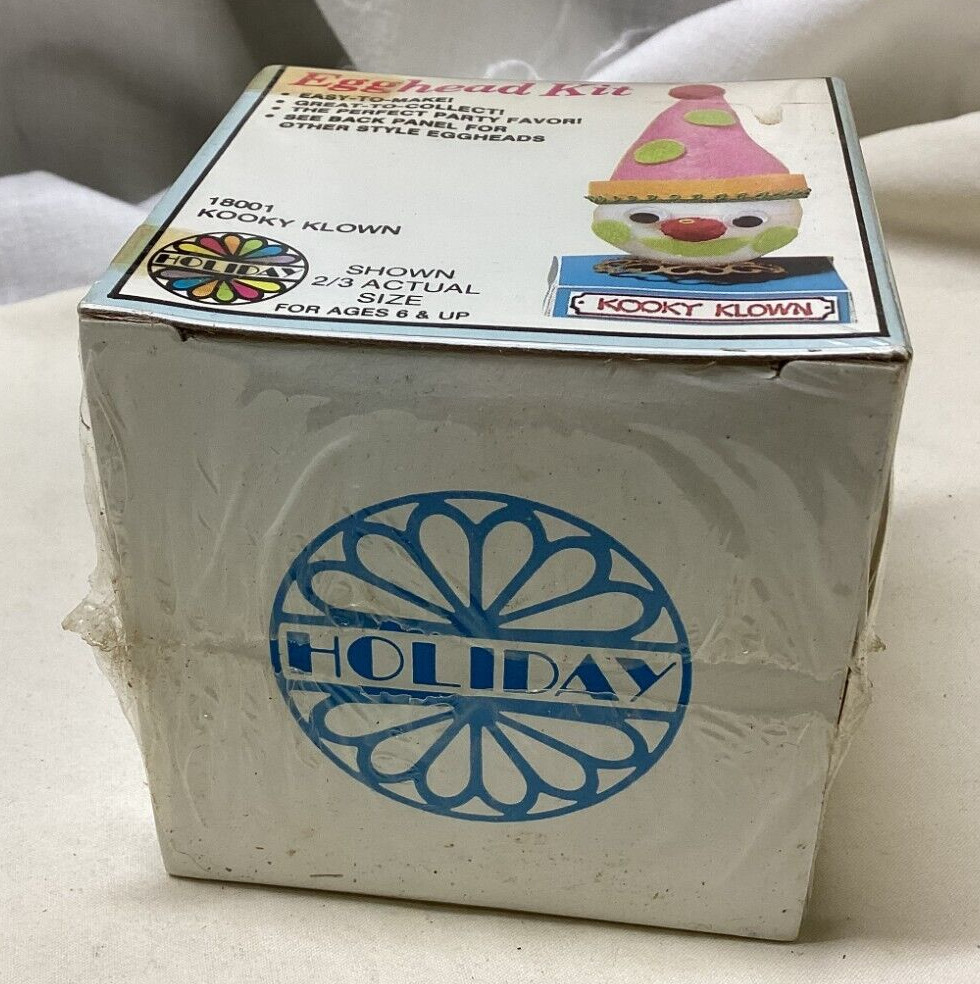 Egghead Kit
• EASY-TO-MAKE!
• GREAT-TO-COLLECT!
• THE PERFECT PARTY FAVOR!
• SEE BACK PANEL FOR
OTHER STYLE EGGHEADS
18001
KOOKY KLOWN
HOLIDAY
SHOWN
2/3 ACTUAL
SIZE
FOR AGES 6 & UP
KOOKY KLOWN
HOLIDAY